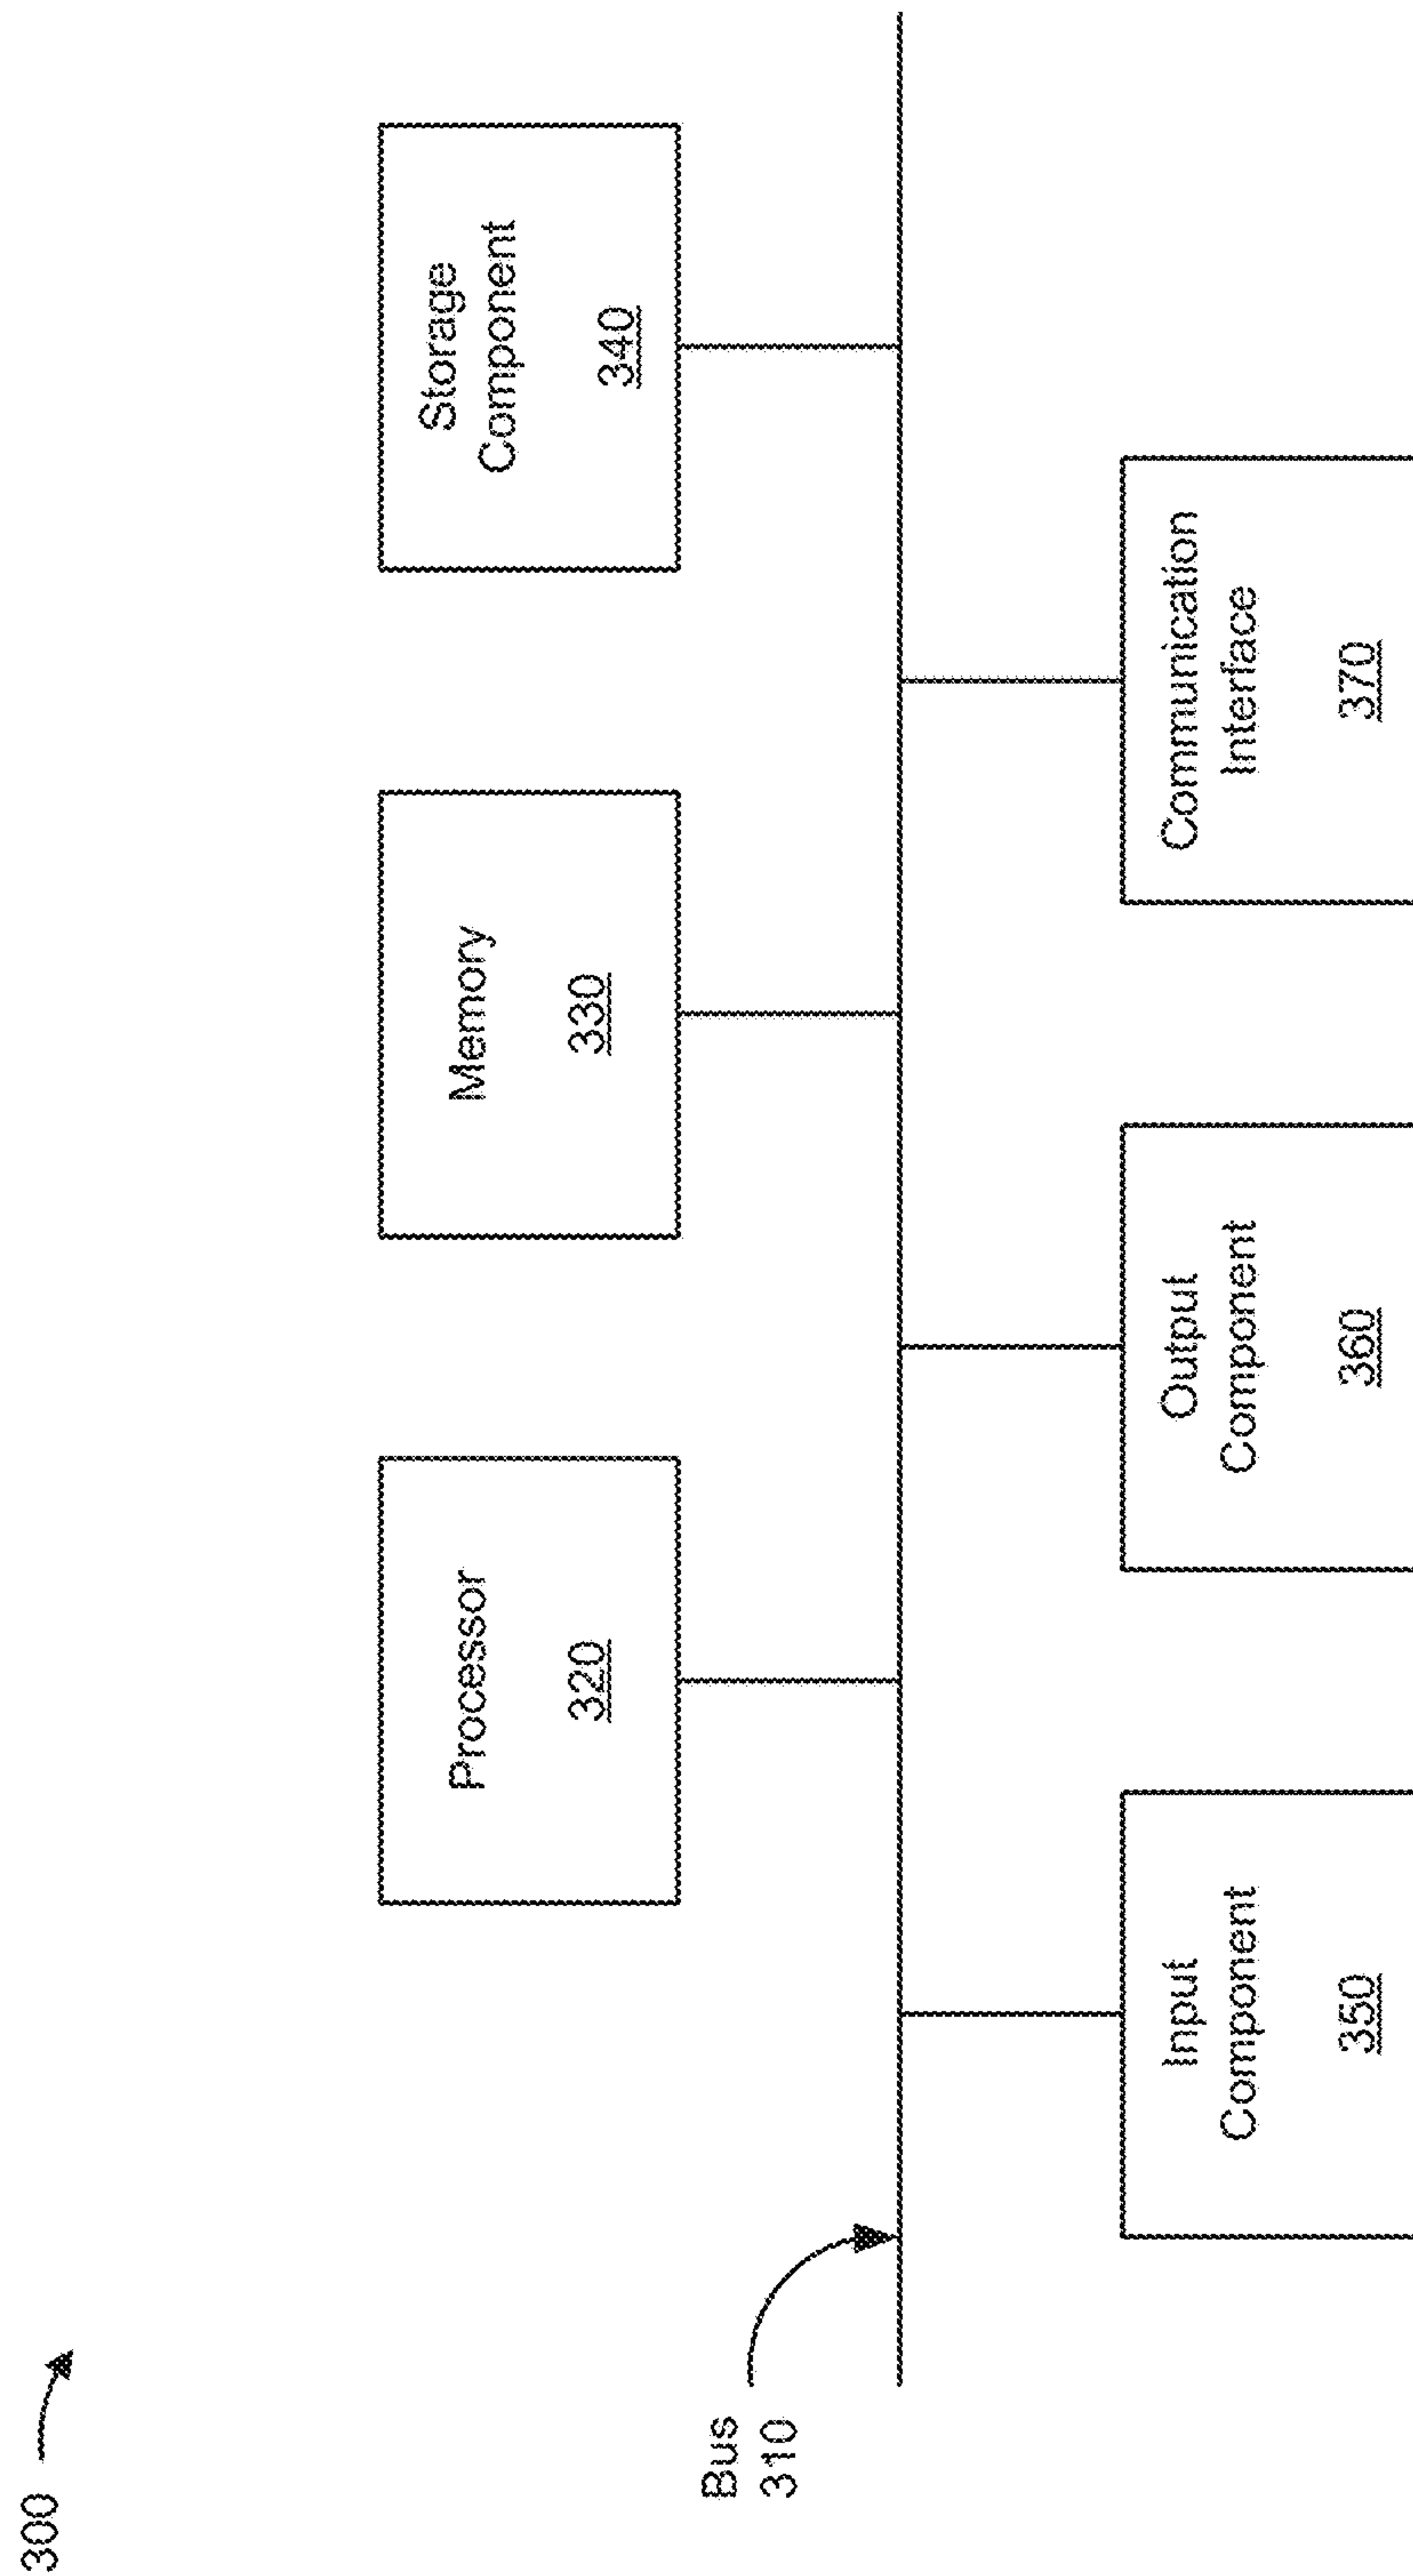 300
Processor
320
Memory
330
Storage
Component
340
Bus
310
Input
Component
350
Output
Component
360
Communication
Interface
370